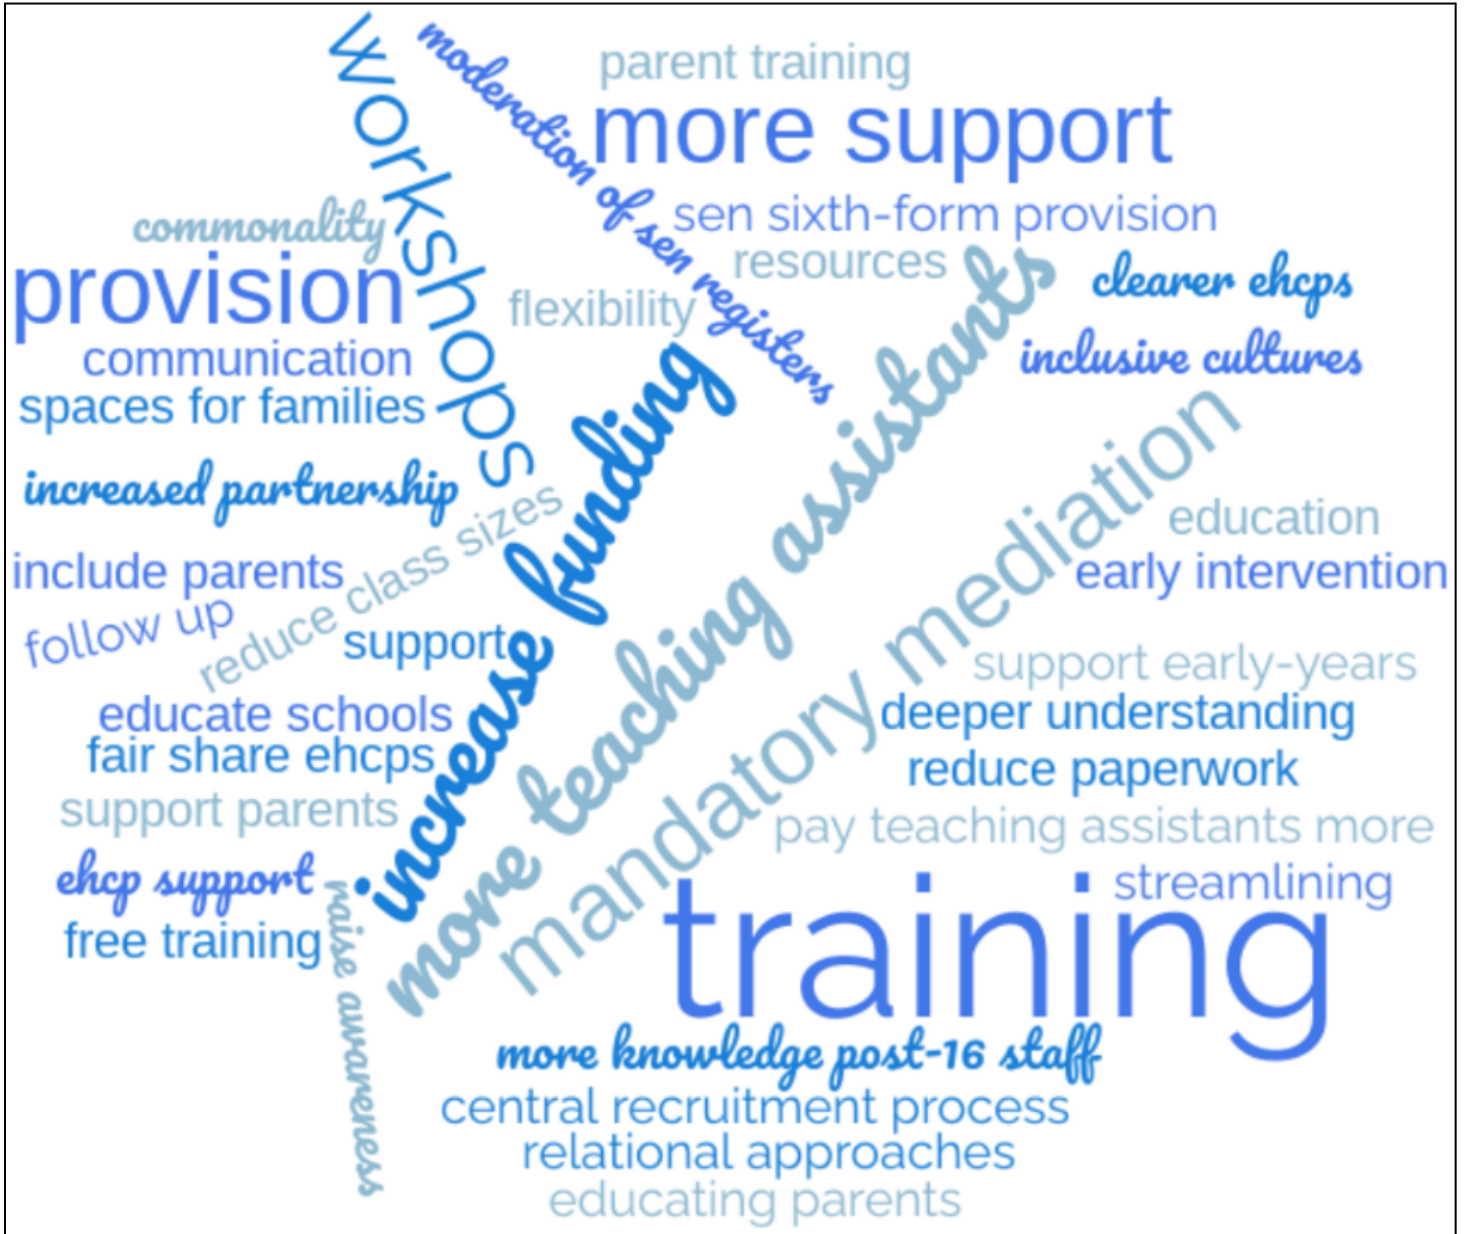 workshops
moderation of sen registers
parent training
more support
commonality
sen sixth-form provision
provision
resources
clearer ehcps
flexibility
communication
inclusive cultures
spaces for families
increase funding
more teaching assistants
mandatory mediation
increased partnership
reduce class sizes
education
include parents
early intervention
follow up
support
support early-years
educate schools
deeper understanding
fair share ehcps
reduce paperwork
support parents
pay teaching assistants more
ehcp support
streamlining
raise awareness
free training
training
more knowledge post-16 staff
central recruitment process
relational approaches
educating parents